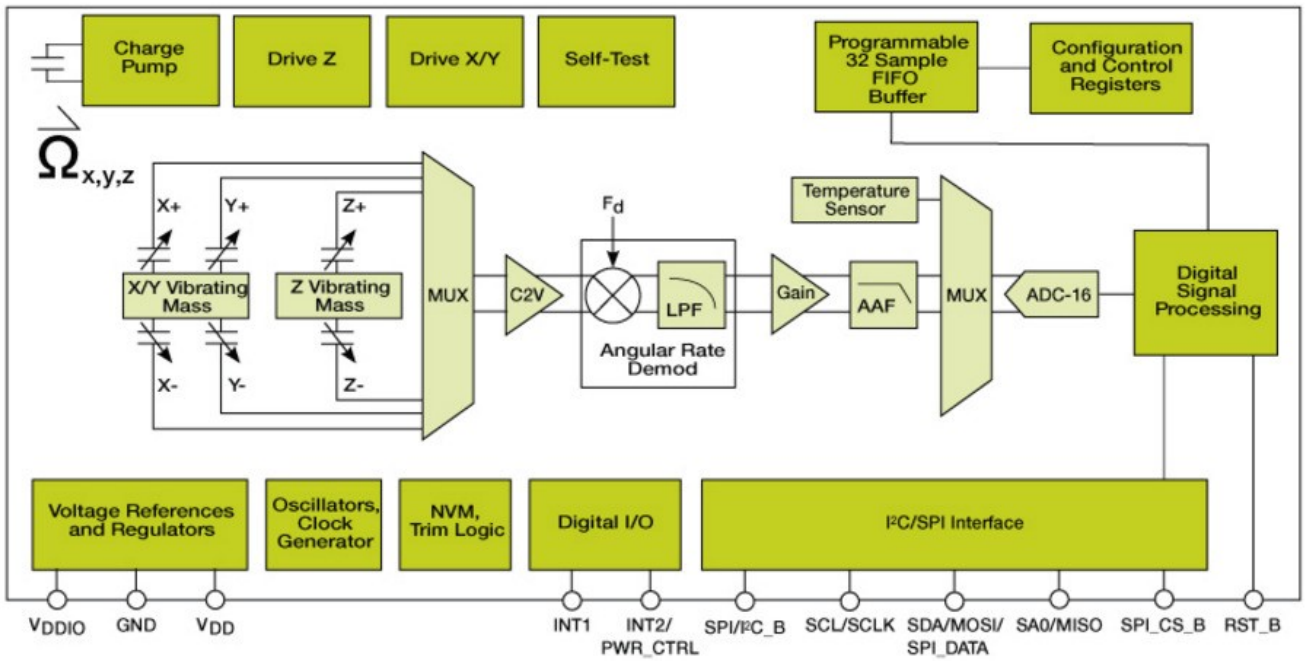 Charge
Pump
Drive Z
Drive X/Y
Self-Test
Programmable
32 Sample
FIFO
Buffer
Configuration
and Control
Registers
Ωx,y,z
X+
Y+
Z+
X/Y Vibrating
Mass
Z Vibrating
Mass
X-
Y-
Z-
MUX
C2V
Fd
LPF
Angular Rate
Demod
Gain
AAF
Temperature
Sensor
MUX
ADC-16
Digital
Signal
Processing
Voltage References
and Regulators
Oscillators,
Clock
Generator
NVM,
Trim Logic
Digital I/O
I²C/SPI Interface
VDDIO
GND
VDD
INT1
INT2/
PWR_CTRL
SPI/I²C_B
SCL/SCLK
SDA/MOSI/
SPI_DATA
SA0/MISO
SPI_CS_B
RST_B